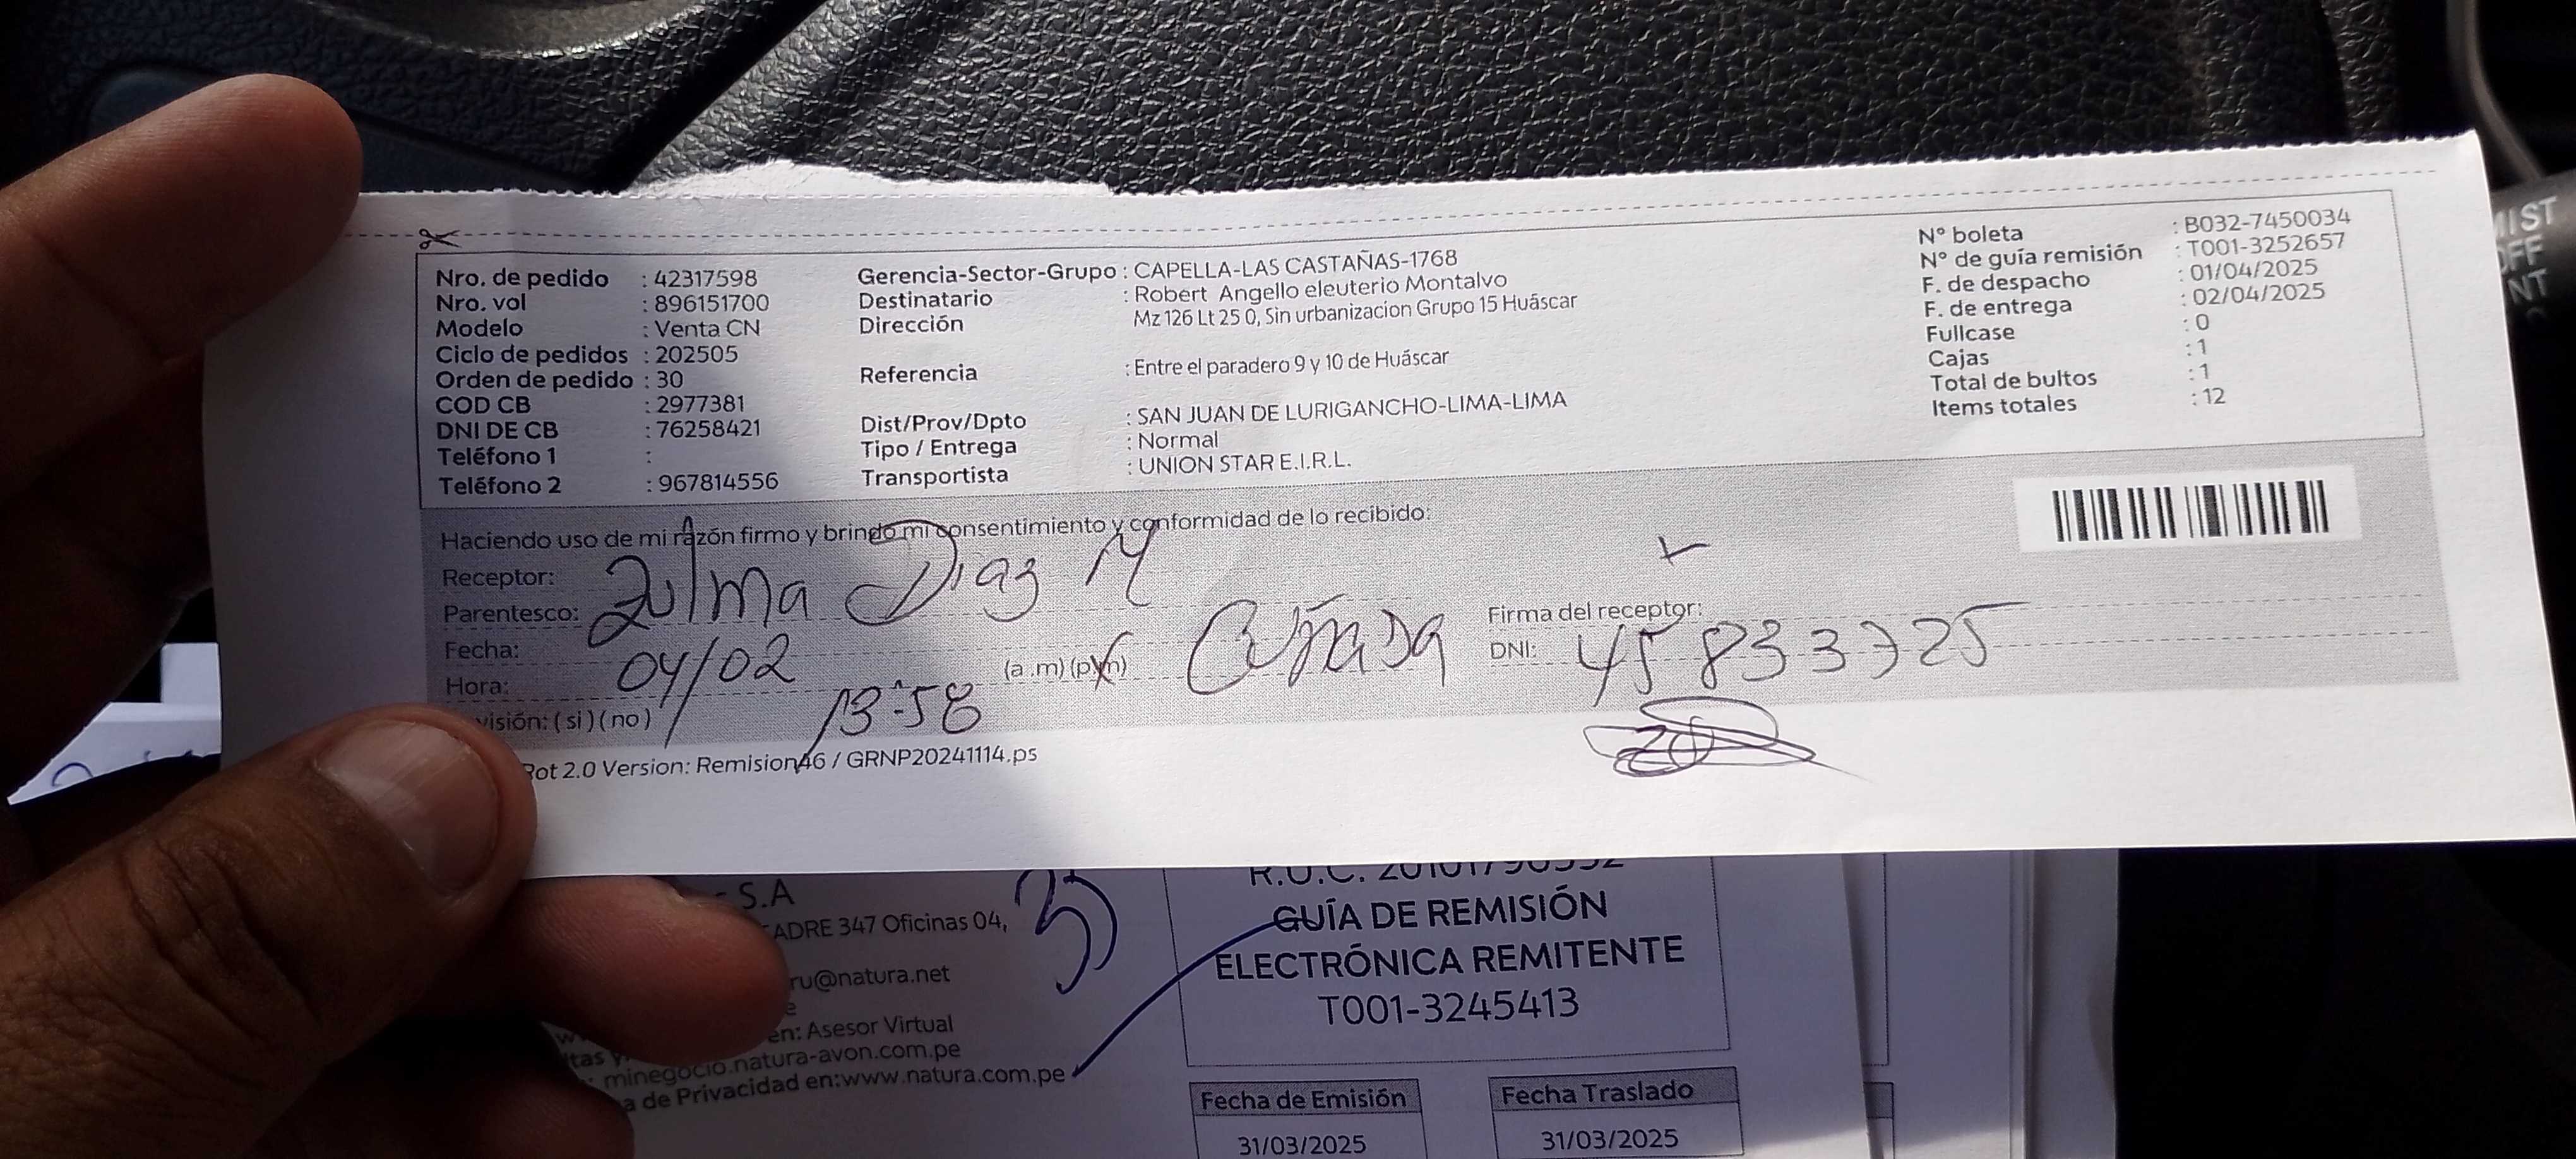 Nro. de pedido : 42317598
Nro. vol : 896151700
Modelo : Venta CN
Ciclo de pedidos : 202505
Orden de pedido : 30
COD CB : 2977381
DNI DE CB : 76258421
Teléfono 1 :
Teléfono 2 : 967814556
Gerencia-Sector-Grupo : CAPELLA-LAS CASTAÑAS-1768
Destinatario : Robert Angello eleuterio Montalvo
Dirección Mz 126 Lt 25 0, Sin urbanizacion Grupo 15 Huáscar
Referencia : Entre el paradero 9 y 10 de Huáscar
Dist/Prov/Dpto : SAN JUAN DE LURIGANCHO-LIMA-LIMA
Tipo / Entrega : Normal
Transportista : UNION STAR E.I.R.L.
N° boleta : B032-7450034
N° de guía remisión : T001-3252657
F. de despacho : 01/04/2025
F. de entrega : 02/04/2025
Fullcase : 0
Cajas : 1
Total de bultos : 1
Items totales : 12
Haciendo uso de mi razón firmo y brindo mi consentimiento y conformidad de lo recibido:
Receptor: Zulma Diaz M
Parentesco: Cuñada
Fecha: 04/02
Hora: 13:58 (a.m) (p.m)
visión: ( si ) ( no )
Firma del receptor:
DNI: 45833725
Bot 2.0 Version: Remision46 / GRNP20241114.ps
S.A
ADRE 347 Oficinas 04,
ru@natura.net
e
en: Asesor Virtual
ltas y
minegocio.natura-avon.com.pe
a de Privacidad en:www.natura.com.pe
35
R.U.C.
GUÍA DE REMISIÓN
ELECTRÓNICA REMITENTE
T001-3245413
Fecha de Emisión
31/03/2025
Fecha Traslado
31/03/2025